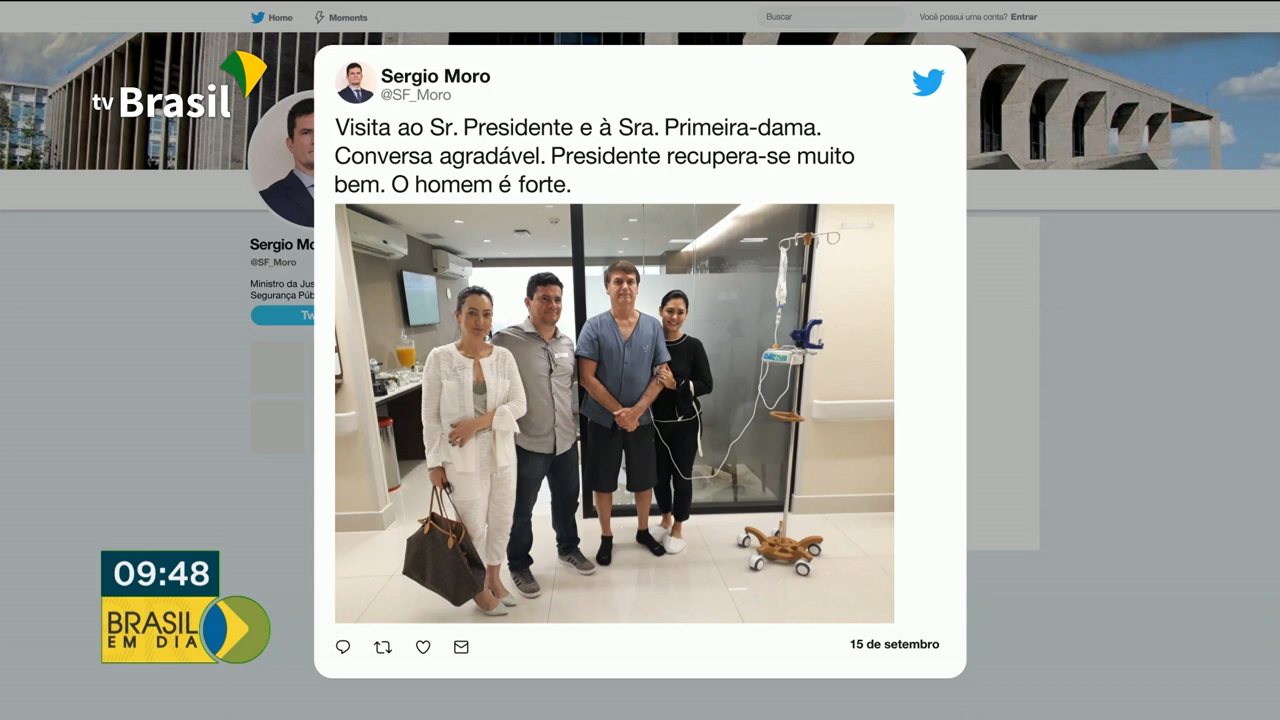 Home
Moments
Buscar
Você possui uma conta? Entrar
tv Brasil
Sergio Moro
@SF_Moro
Visita ao Sr. Presidente e à Sra. Primeira-dama.
Conversa agradável. Presidente recupera-se muito
bem. O homem é forte.
Sergio Mo
@SF_Moro
Ministro da Jus
Segurança Púb
Tw
15 de setembro
09:48
BRASIL
EM DIA